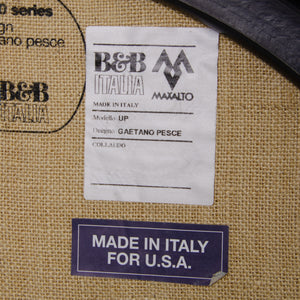 0 series
gn
etano pesce
B&B
ITALIA
B&B
ITALIA
MAXALTO
MADE IN ITALY
Modello: UP
Disegno: GAETANO PESCE
COLLAUDO
MADE IN ITALY
FOR U.S.A.